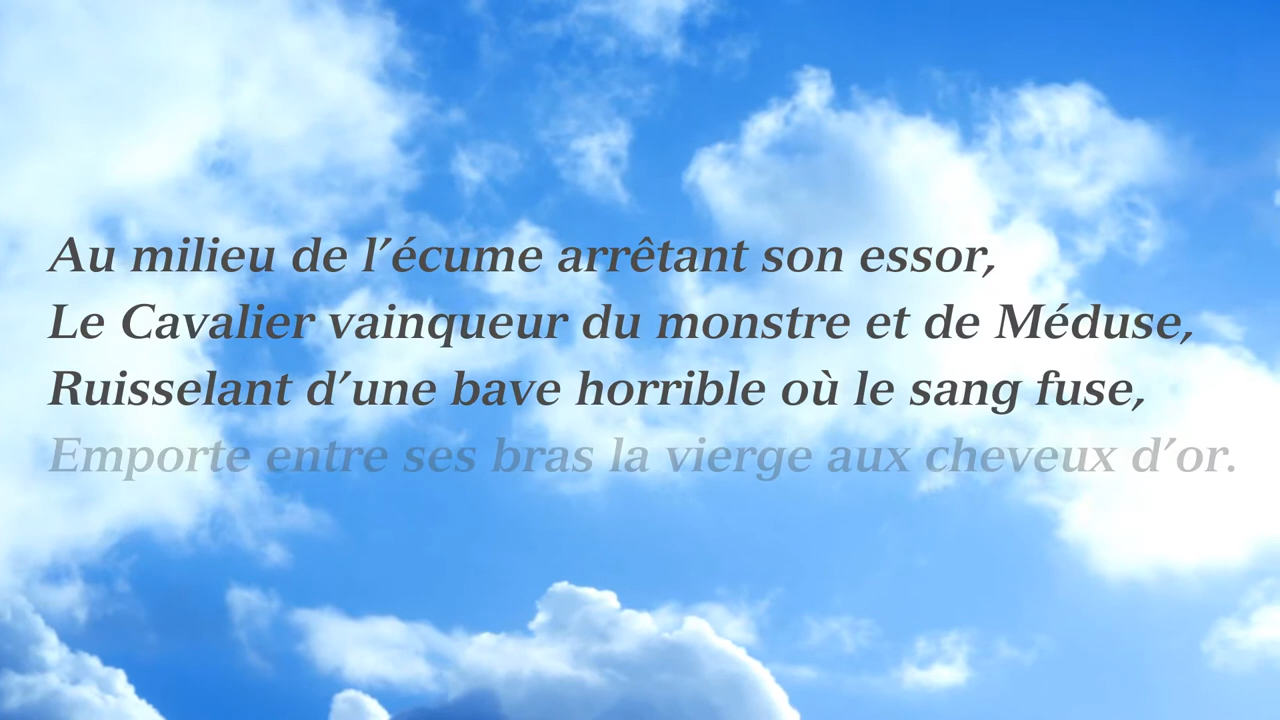 Au milieu de l’écume arrêtant son essor,
Le Cavalier vainqueur du monstre et de Méduse,
Ruisselant d’une bave horrible où le sang fuse,
Emporte entre ses bras la vierge aux cheveux d’or.